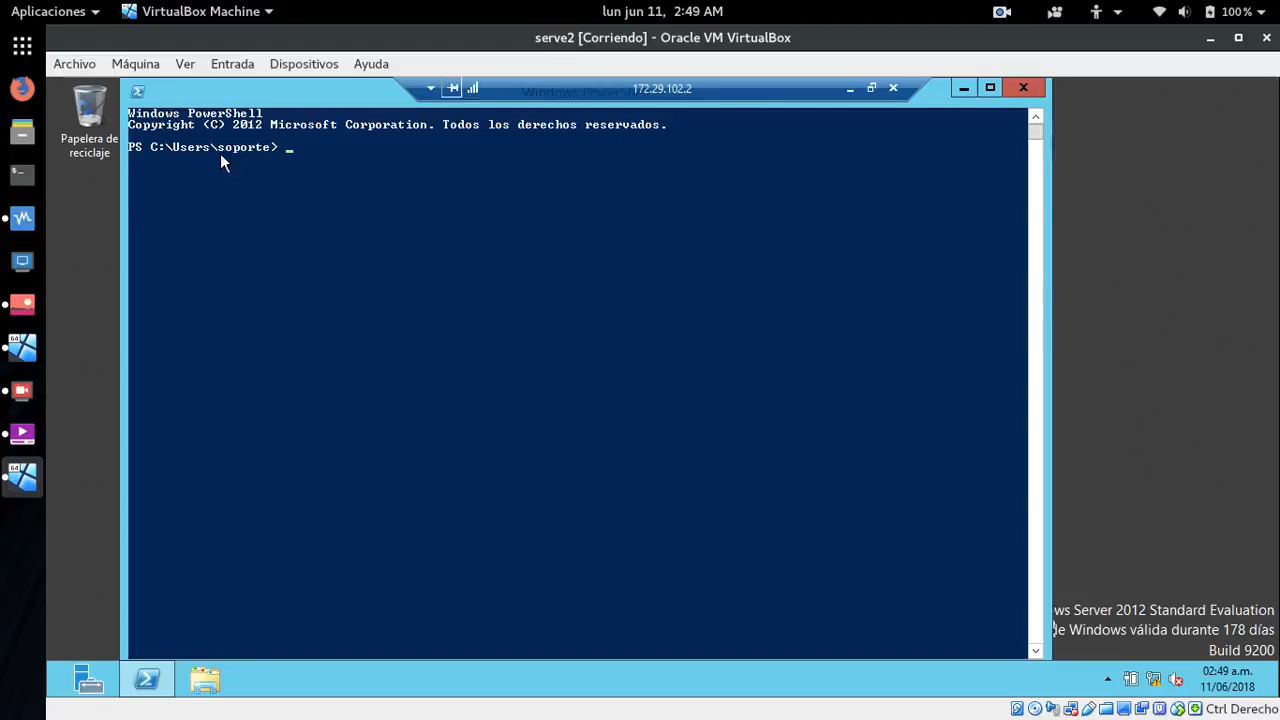 Aplicaciones
VirtualBox Machine
lun jun 11, 2:49 AM
100%
serve2 [Corriendo] - Oracle VM VirtualBox
Archivo Máquina Ver Entrada Dispositivos Ayuda
172.29.102.2
Papelera de
reciclaje
Windows PowerShell
Copyright (C) 2012 Microsoft Corporation. Todos los derechos reservados.
PS C:\Users\soporte> _
ws Server 2012 Standard Evaluation
de Windows válida durante 178 días
Build 9200
02:49 a.m.
11/06/2018
Ctrl Derecho